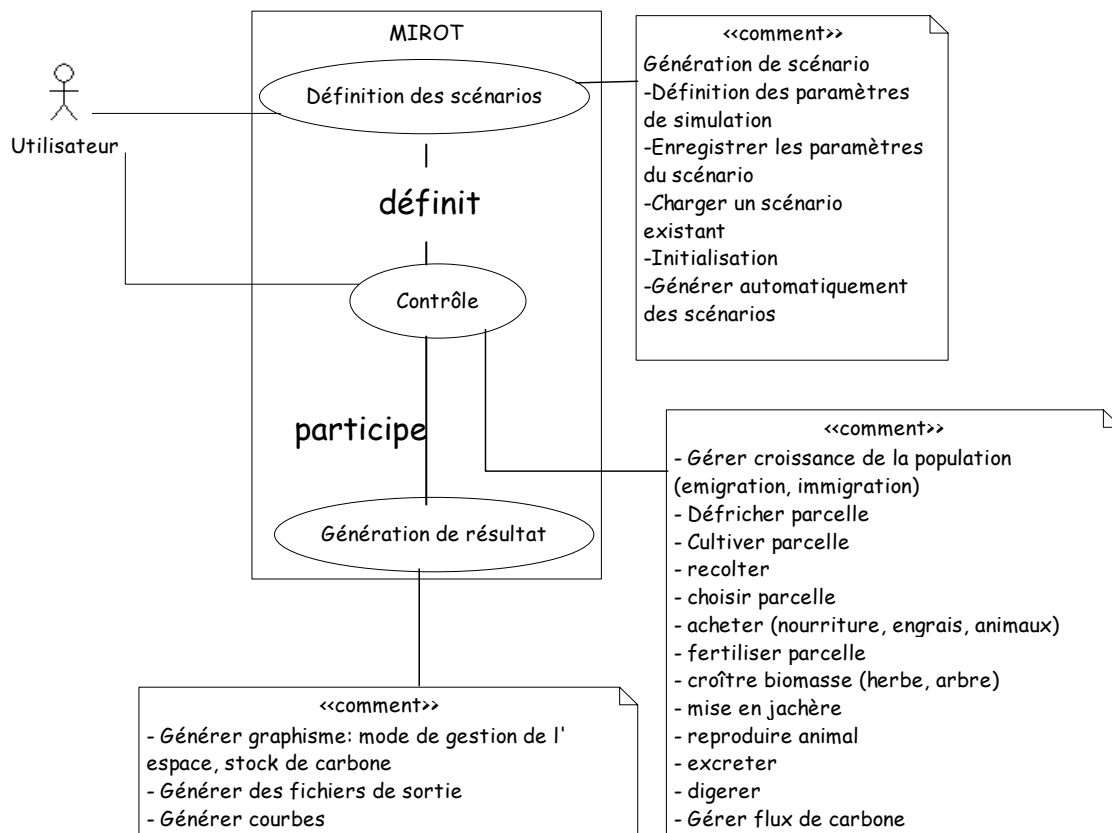 MIROT
Définition des scénarios
Utilisateur
définit
Contrôle
participe
Génération de résultat
<<comment>>
Génération de scénario
-Définition des paramètres
de simulation
-Enregistrer les paramètres
du scénario
-Charger un scénario
existant
-Initialisation
-Générer automatiquement
des scénarios
<<comment>>
- Gérer croissance de la population
(emigration, immigration)
- Défricher parcelle
- Cultiver parcelle
- recolter
- choisir parcelle
- acheter (nourriture, engrais, animaux)
- fertiliser parcelle
- croître biomasse (herbe, arbre)
- mise en jachère
- reproduire animal
- excreter
- digerer
- Gérer flux de carbone
<<comment>>
- Générer graphisme: mode de gestion de l'
espace, stock de carbone
- Générer des fichiers de sortie
- Générer courbes